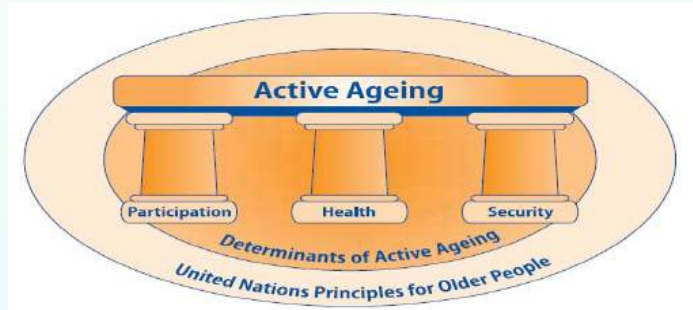 Active Ageing
Participation
Health
Security
Determinants of Active Ageing
United Nations Principles for Older People